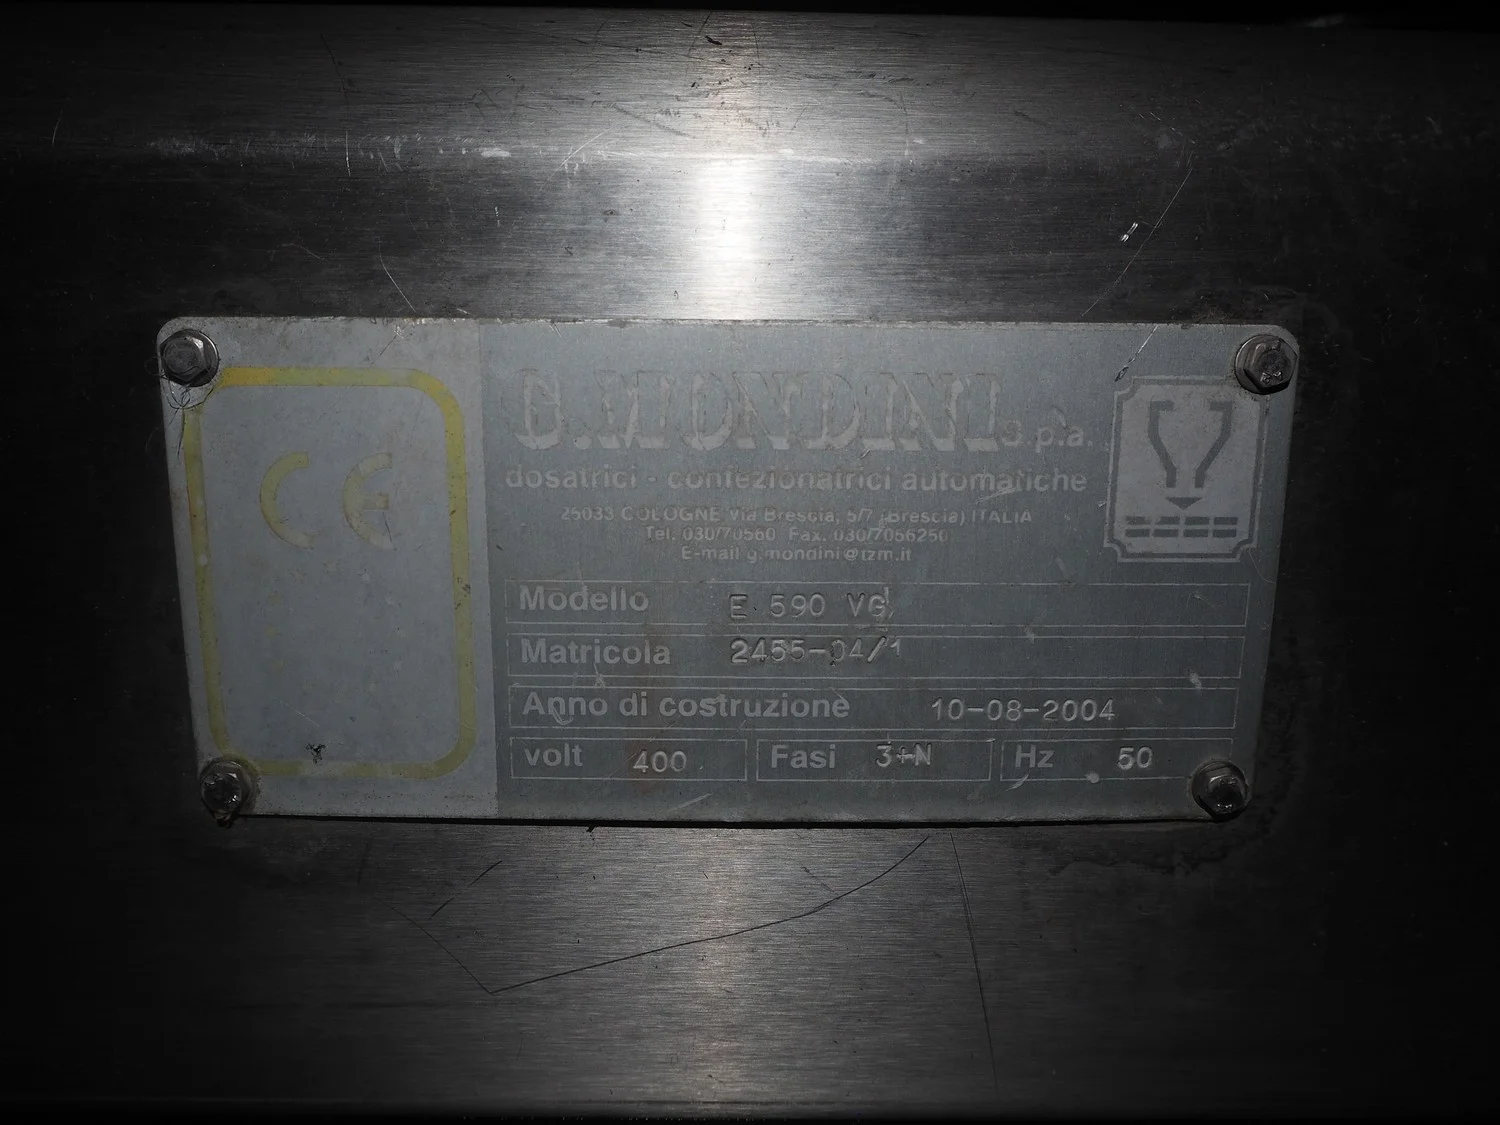 CE
G.MONDINI s.p.a.
dosatrici - confezionatrici automatiche
25033 COLOGNE Via Brescia, 5/7 (Brescia) ITALIA
Tel. 030/70560 Fax. 030/7056250
E-mail g.mondini@tzm.it
Modello E 590 VG
Matricola 2455-04/1
Anno di costruzione 10-08-2004
volt 400 Fasi 3+N Hz 50